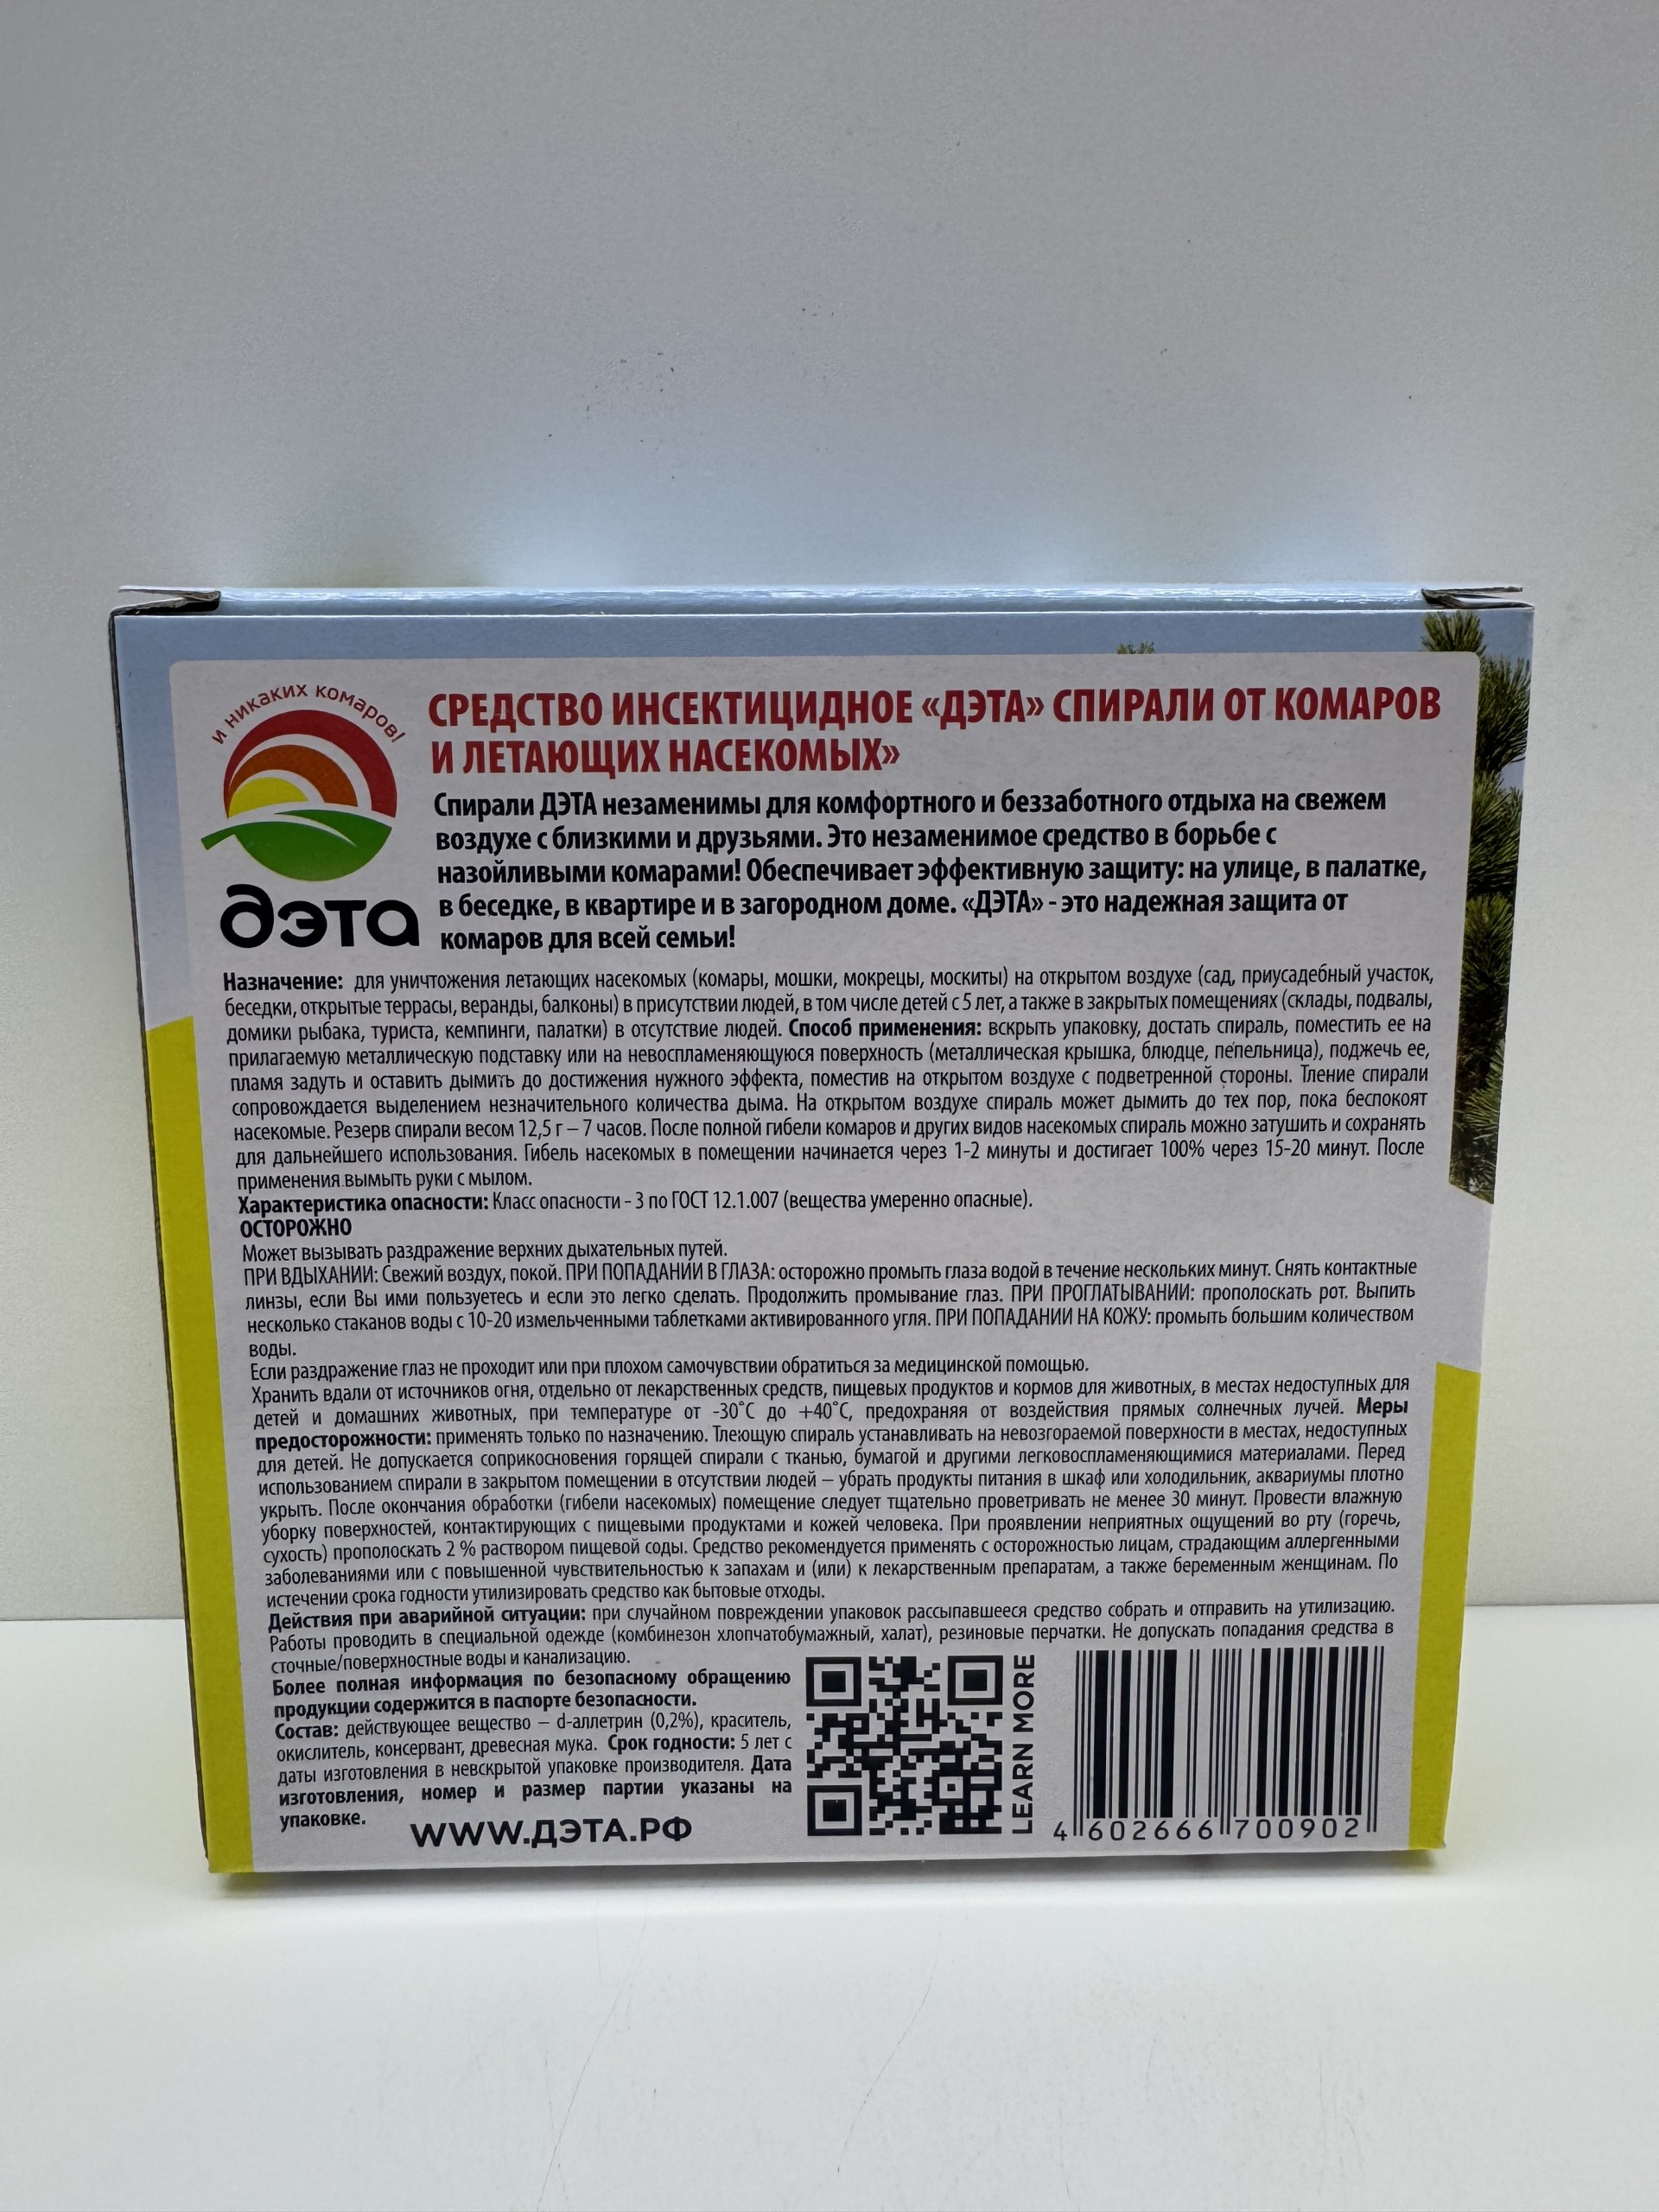 и никаких комаров!
дэта
СРЕДСТВО ИНСЕКТИЦИДНОЕ «ДЭТА» СПИРАЛИ ОТ КОМАРОВ
И ЛЕТАЮЩИХ НАСЕКОМЫХ»
Спирали ДЭТА незаменимы для комфортного и беззаботного отдыха на свежем
воздухе с близкими и друзьями. Это незаменимое средство в борьбе с
назойливыми комарами! Обеспечивает эффективную защиту: на улице, в палатке,
в беседке, в квартире и в загородном доме. «ДЭТА» - это надежная защита от
комаров для всей семьи!
Назначение: для уничтожения летающих насекомых (комары, мошки, мокрецы, москиты) на открытом воздухе (сад, приусадебный участок,
беседки, открытые террасы, веранды, балконы) в присутствии людей, в том числе детей с 5 лет, а также в закрытых помещениях (склады, подвалы,
домики рыбака, туриста, кемпинги, палатки) в отсутствие людей. Способ применения: вскрыть упаковку, достать спираль, поместить ее на
прилагаемую металлическую подставку или на невоспламеняющуюся поверхность (металлическая крышка, блюдце, пепельница), поджечь ее,
пламя задуть и оставить дымить до достижения нужного эффекта, поместив на открытом воздухе с подветренной стороны. Тление спирали
сопровождается выделением незначительного количества дыма. На открытом воздухе спираль может дымить до тех пор, пока беспокоят
насекомые. Резерв спирали весом 12,5 г – 7 часов. После полной гибели комаров и других видов насекомых спираль можно затушить и сохранять
для дальнейшего использования. Гибель насекомых в помещении начинается через 1-2 минуты и достигает 100% через 15-20 минут. После
применения вымыть руки с мылом.
Характеристика опасности: Класс опасности - 3 по ГОСТ 12.1.007 (вещества умеренно опасные).
ОСТОРОЖНО
Может вызывать раздражение верхних дыхательных путей.
ПРИ ВДЫХАНИИ: Свежий воздух, покой. ПРИ ПОПАДАНИИ В ГЛАЗА: осторожно промыть глаза водой в течение нескольких минут. Снять контактные
линзы, если Вы ими пользуетесь и если это легко сделать. Продолжить промывание глаз. ПРИ ПРОГЛАТЫВАНИИ: прополоскать рот. Выпить
несколько стаканов воды с 10-20 измельченными таблетками активированного угля. ПРИ ПОПАДАНИИ НА КОЖУ: промыть большим количеством
воды.
Если раздражение глаз не проходит или при плохом самочувствии обратиться за медицинской помощью.
Хранить вдали от источников огня, отдельно от лекарственных средств, пищевых продуктов и кормов для животных, в местах недоступных для
детей и домашних животных, при температуре от -30˚С до +40˚С, предохраняя от воздействия прямых солнечных лучей. Меры
предосторожности: применять только по назначению. Тлеющую спираль устанавливать на невозгораемой поверхности в местах, недоступных
для детей. Не допускается соприкосновения горящей спирали с тканью, бумагой и другими легковоспламеняющимися материалами. Перед
использованием спирали в закрытом помещении в отсутствии людей – убрать продукты питания в шкаф или холодильник, аквариумы плотно
укрыть. После окончания обработки (гибели насекомых) помещение следует тщательно проветривать не менее 30 минут. Провести влажную
уборку поверхностей, контактирующих с пищевыми продуктами и кожей человека. При проявлении неприятных ощущений во рту (горечь,
сухость) прополоскать 2 % раствором пищевой соды. Средство рекомендуется применять с осторожностью лицам, страдающим аллергенными
заболеваниями или с повышенной чувствительностью к запахам и (или) к лекарственным препаратам, а также беременным женщинам. По
истечении срока годности утилизировать средство как бытовые отходы.
Действия при аварийной ситуации: при случайном повреждении упаковок рассыпавшееся средство собрать и отправить на утилизацию.
Работы проводить в специальной одежде (комбинезон хлопчатобумажный, халат), резиновые перчатки. Не допускать попадания средства в
сточные/поверхностные воды и канализацию.
Более полная информация по безопасному обращению
продукции содержится в паспорте безопасности.
Состав: действующее вещество – d-аллетрин (0,2%), краситель,
окислитель, консервант, древесная мука. Срок годности: 5 лет с
даты изготовления в невскрытой упаковке производителя. Дата
изготовления, номер и размер партии указаны на
упаковке.
WWW.ДЭТА.РФ
LEARN MORE
4 602666 700902